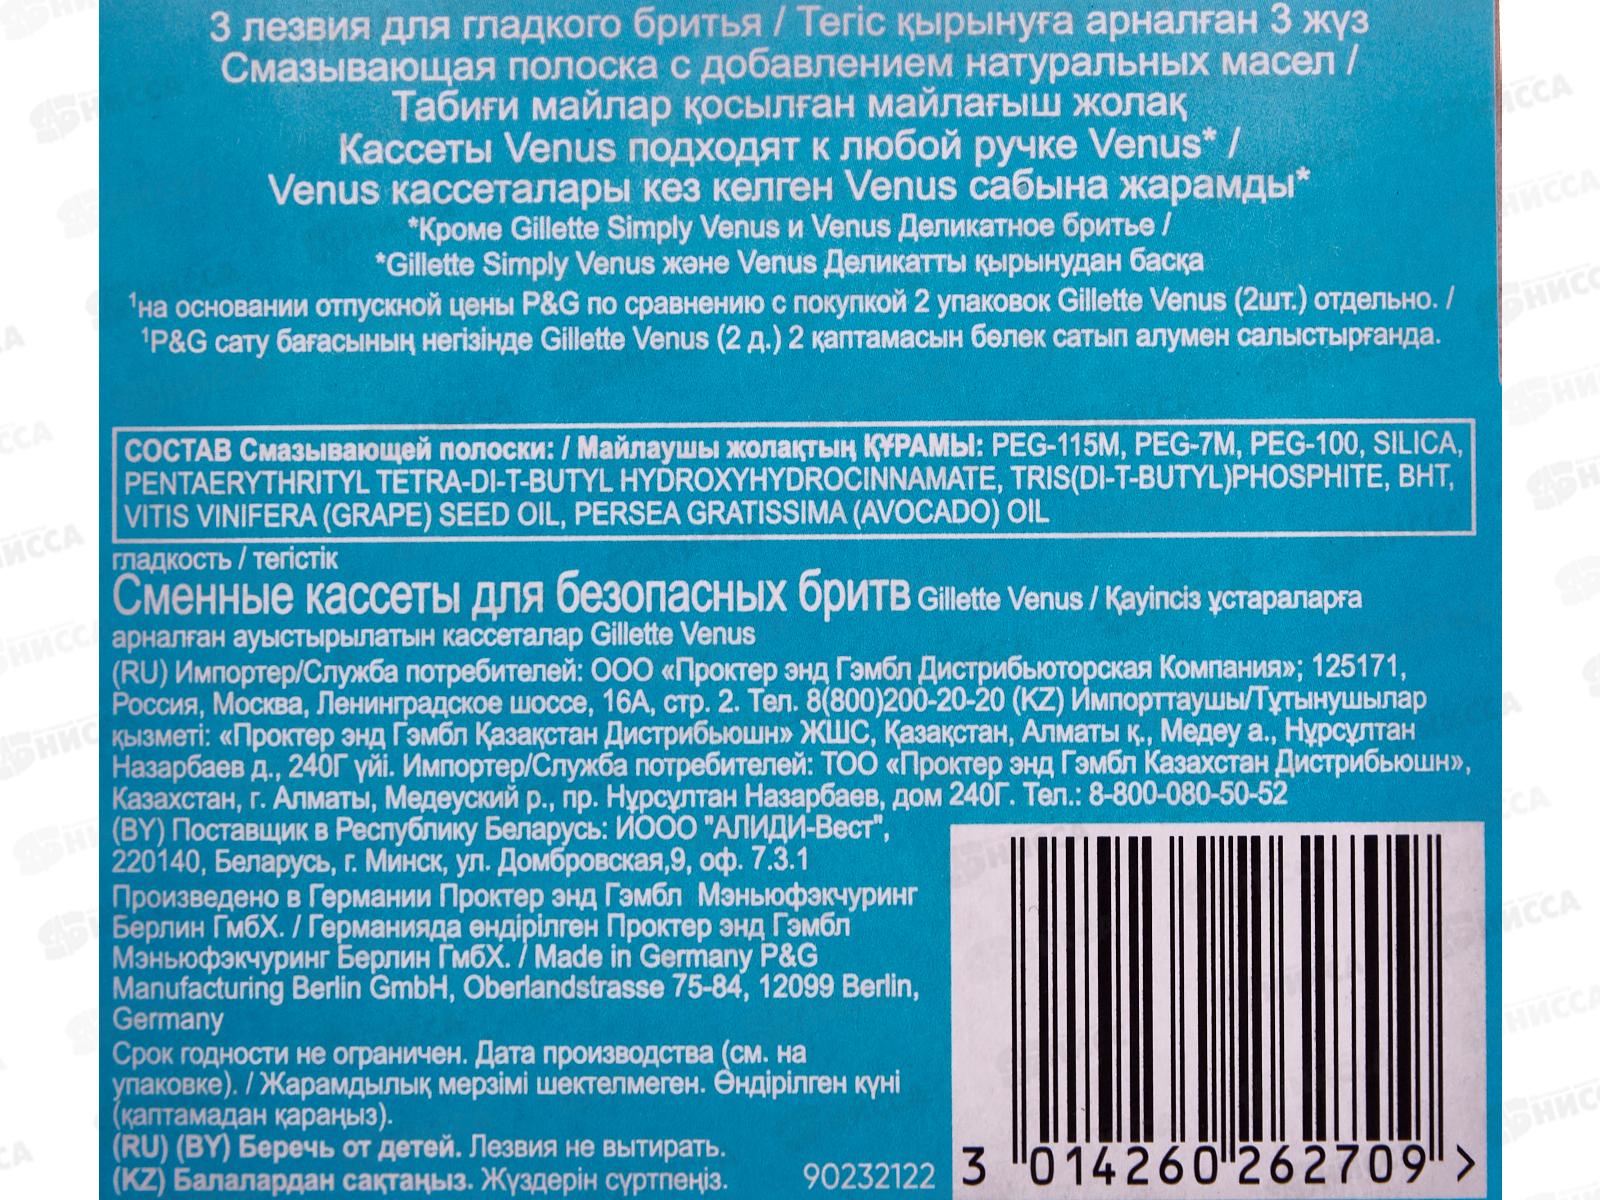 3 лезвия для гладкого бритья / Тегіс қырынуға арналған 3 жүз
Смазывающая полоска с добавлением натуральных масел /
Табиғи майлар қосылған майлағыш жолақ
Кассеты Venus подходят к любой ручке Venus* /
Venus кассеталары кез келген Venus сабына жарамды*
*Кроме Gillette Simply Venus и Venus Деликатное бритье /
*Gillette Simply Venus және Venus Деликатты қырынудан басқа
¹на основании отпускной цены P&G по сравнению с покупкой 2 упаковок Gillette Venus (2шт.) отдельно. /
¹P&G сату бағасының негізінде Gillette Venus (2 д.) 2 қаптамасын бөлек сатып алумен салыстырғанда.
СОСТАВ Смазывающей полоски: / Майлаушы жолақтың ҚҰРАМЫ: PEG-115M, PEG-7M, PEG-100, SILICA,
PENTAERYTHRITYL TETRA-DI-T-BUTYL HYDROXYHYDROCINNAMATE, TRIS(DI-T-BUTYL)PHOSPHITE, BHT,
VITIS VINIFERA (GRAPE) SEED OIL, PERSEA GRATISSIMA (AVOCADO) OIL
гладкость / тегістік
Сменные кассеты для безопасных бритв Gillette Venus / Қауіпсіз ұстараларға
арналған ауыстырылатын кассеталар Gillette Venus
(RU) Импортер/Служба потребителей: ООО «Проктер энд Гэмбл Дистрибьюторская Компания»; 125171,
Россия, Москва, Ленинградское шоссе, 16А, стр. 2. Тел. 8(800)200-20-20 (KZ) Импорттаушы/Тұтынушылар
қызметі: «Проктер энд Гэмбл Қазақстан Дистрибьюшн» ЖШС, Қазақстан, Алматы қ., Медеу а., Нұрсұлтан
Назарбаев д., 240Г үйі. Импортер/Служба потребителей: ТОО «Проктер энд Гэмбл Казахстан Дистрибьюшн»,
Казахстан, г. Алматы, Медеуский р., пр. Нұрсұлтан Назарбаев, дом 240Г. Тел.: 8-800-080-50-52
(BY) Поставщик в Республику Беларусь: ИООО "АЛИДИ-Вест",
220140, Беларусь, г. Минск, ул. Домбровская,9, оф. 7.3.1
Произведено в Германии Проктер энд Гэмбл Мэньюфэкчуринг
Берлин ГмбХ. / Германияда өндірілген Проктер энд Гэмбл
Мэньюфэкчуринг Берлин ГмбХ. / Made in Germany P&G
Manufacturing Berlin GmbH, Oberlandstrasse 75-84, 12099 Berlin,
Germany
Срок годности не ограничен. Дата производства (см. на
упаковке). / Жарамдылық мерзімі шектелмеген. Өндірілген күні
(қаптамадан қараңыз).
(RU) (BY) Беречь от детей. Лезвия не вытирать.
(KZ) Балалардан сақтаңыз. Жүздерін сүртпеңіз.
90232122
3 014260 262709 >